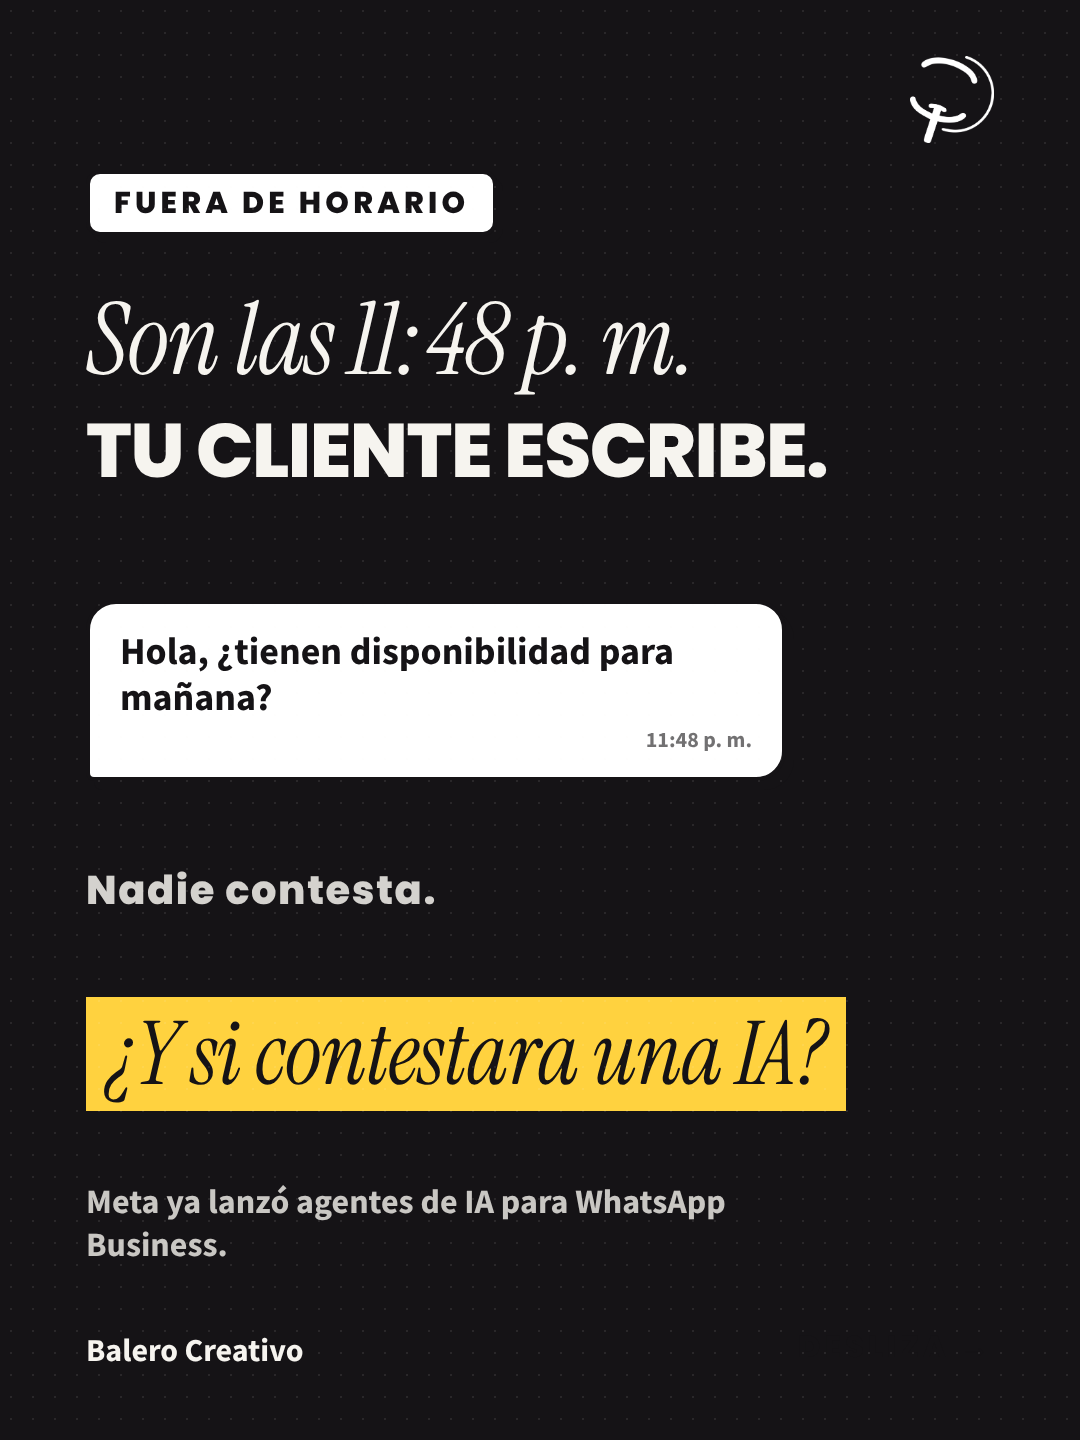 FUERA DE HORARIO
Son las 11:48 p. m.
TU CLIENTE ESCRIBE.
Hola, ¿tienen disponibilidad para
mañana?
11:48 p. m.
Nadie contesta.
¿Y si contestara una IA?
Meta ya lanzó agentes de IA para WhatsApp
Business.
Balero Creativo